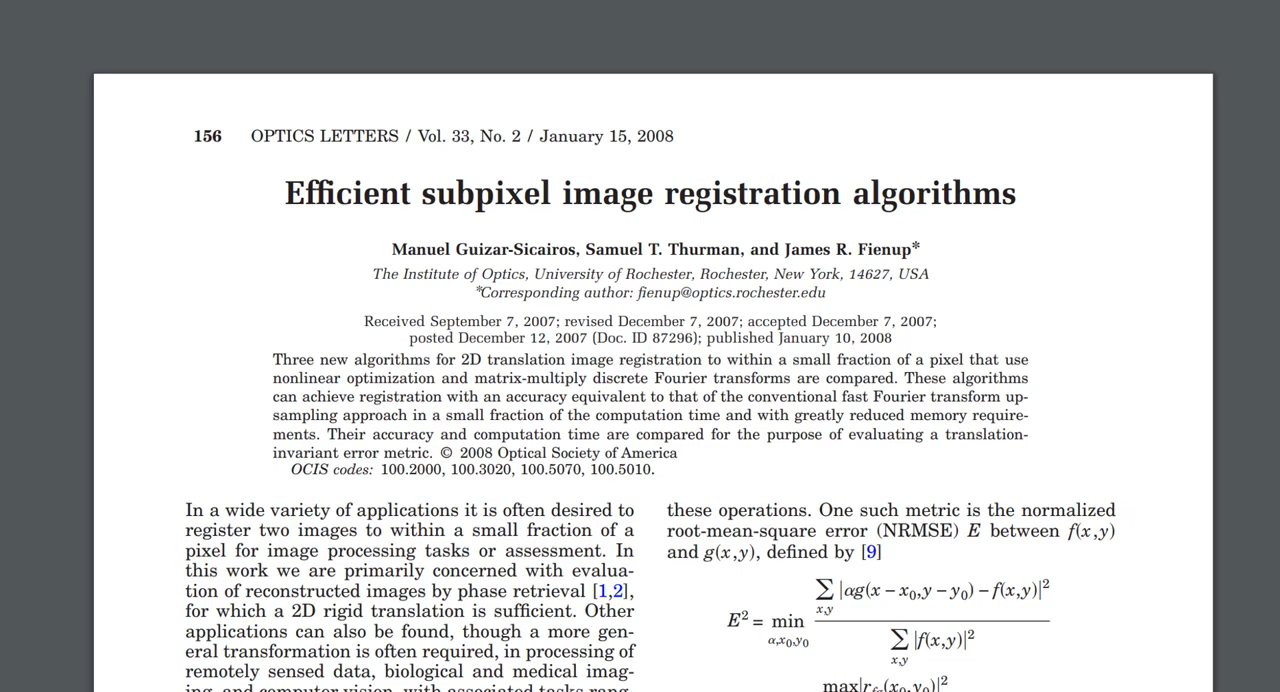 156 OPTICS LETTERS / Vol. 33, No. 2 / January 15, 2008
Efficient subpixel image registration algorithms
Manuel Guizar-Sicairos, Samuel T. Thurman, and James R. Fienup*
The Institute of Optics, University of Rochester, Rochester, New York, 14627, USA
*Corresponding author: fienup@optics.rochester.edu
Received September 7, 2007; revised December 7, 2007; accepted December 7, 2007;
posted December 12, 2007 (Doc. ID 87296); published January 10, 2008
Three new algorithms for 2D translation image registration to within a small fraction of a pixel that use
nonlinear optimization and matrix-multiply discrete Fourier transforms are compared. These algorithms
can achieve registration with an accuracy equivalent to that of the conventional fast Fourier transform up-
sampling approach in a small fraction of the computation time and with greatly reduced memory require-
ments. Their accuracy and computation time are compared for the purpose of evaluating a translation-
invariant error metric. © 2008 Optical Society of America
OCIS codes: 100.2000, 100.3020, 100.5070, 100.5010.
In a wide variety of applications it is often desired to
register two images to within a small fraction of a
pixel for image processing tasks or assessment. In
this work we are primarily concerned with evalua-
tion of reconstructed images by phase retrieval [1,2],
for which a 2D rigid translation is sufficient. Other
applications can also be found, though a more gen-
eral transformation is often required, in processing of
remotely sensed data, biological and medical imag-
ing, and computer vision, with associated tasks rang-
these operations. One such metric is the normalized
root-mean-square error (NRMSE) E between f(x,y)
and g(x,y), defined by [9]
∑|αg(x − x₀,y − y₀) − f(x,y)|²
x,y
E² = min
α,x₀,y₀
∑|f(x,y)|²
x,y
max|r_fg(x₀,y₀)|²